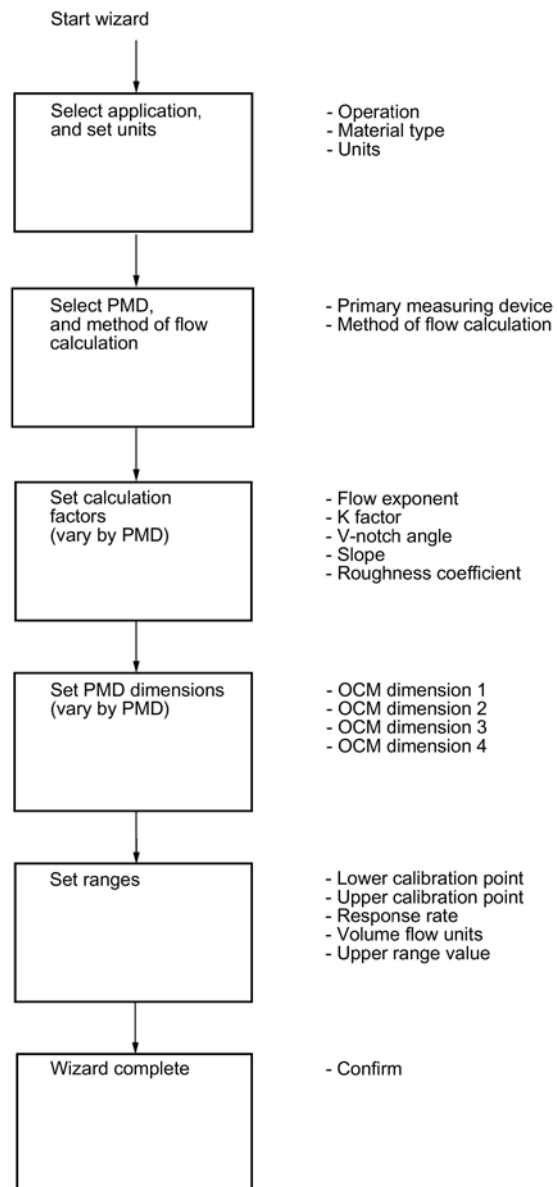 Start wizard
Select application,
and set units
- Operation
- Material type
- Units
Select PMD,
and method of flow
calculation
- Primary measuring device
- Method of flow calculation
Set calculation
factors
(vary by PMD)
- Flow exponent
- K factor
- V-notch angle
- Slope
- Roughness coefficient
Set PMD dimensions
(vary by PMD)
- OCM dimension 1
- OCM dimension 2
- OCM dimension 3
- OCM dimension 4
Set ranges
- Lower calibration point
- Upper calibration point
- Response rate
- Volume flow units
- Upper range value
Wizard complete
- Confirm